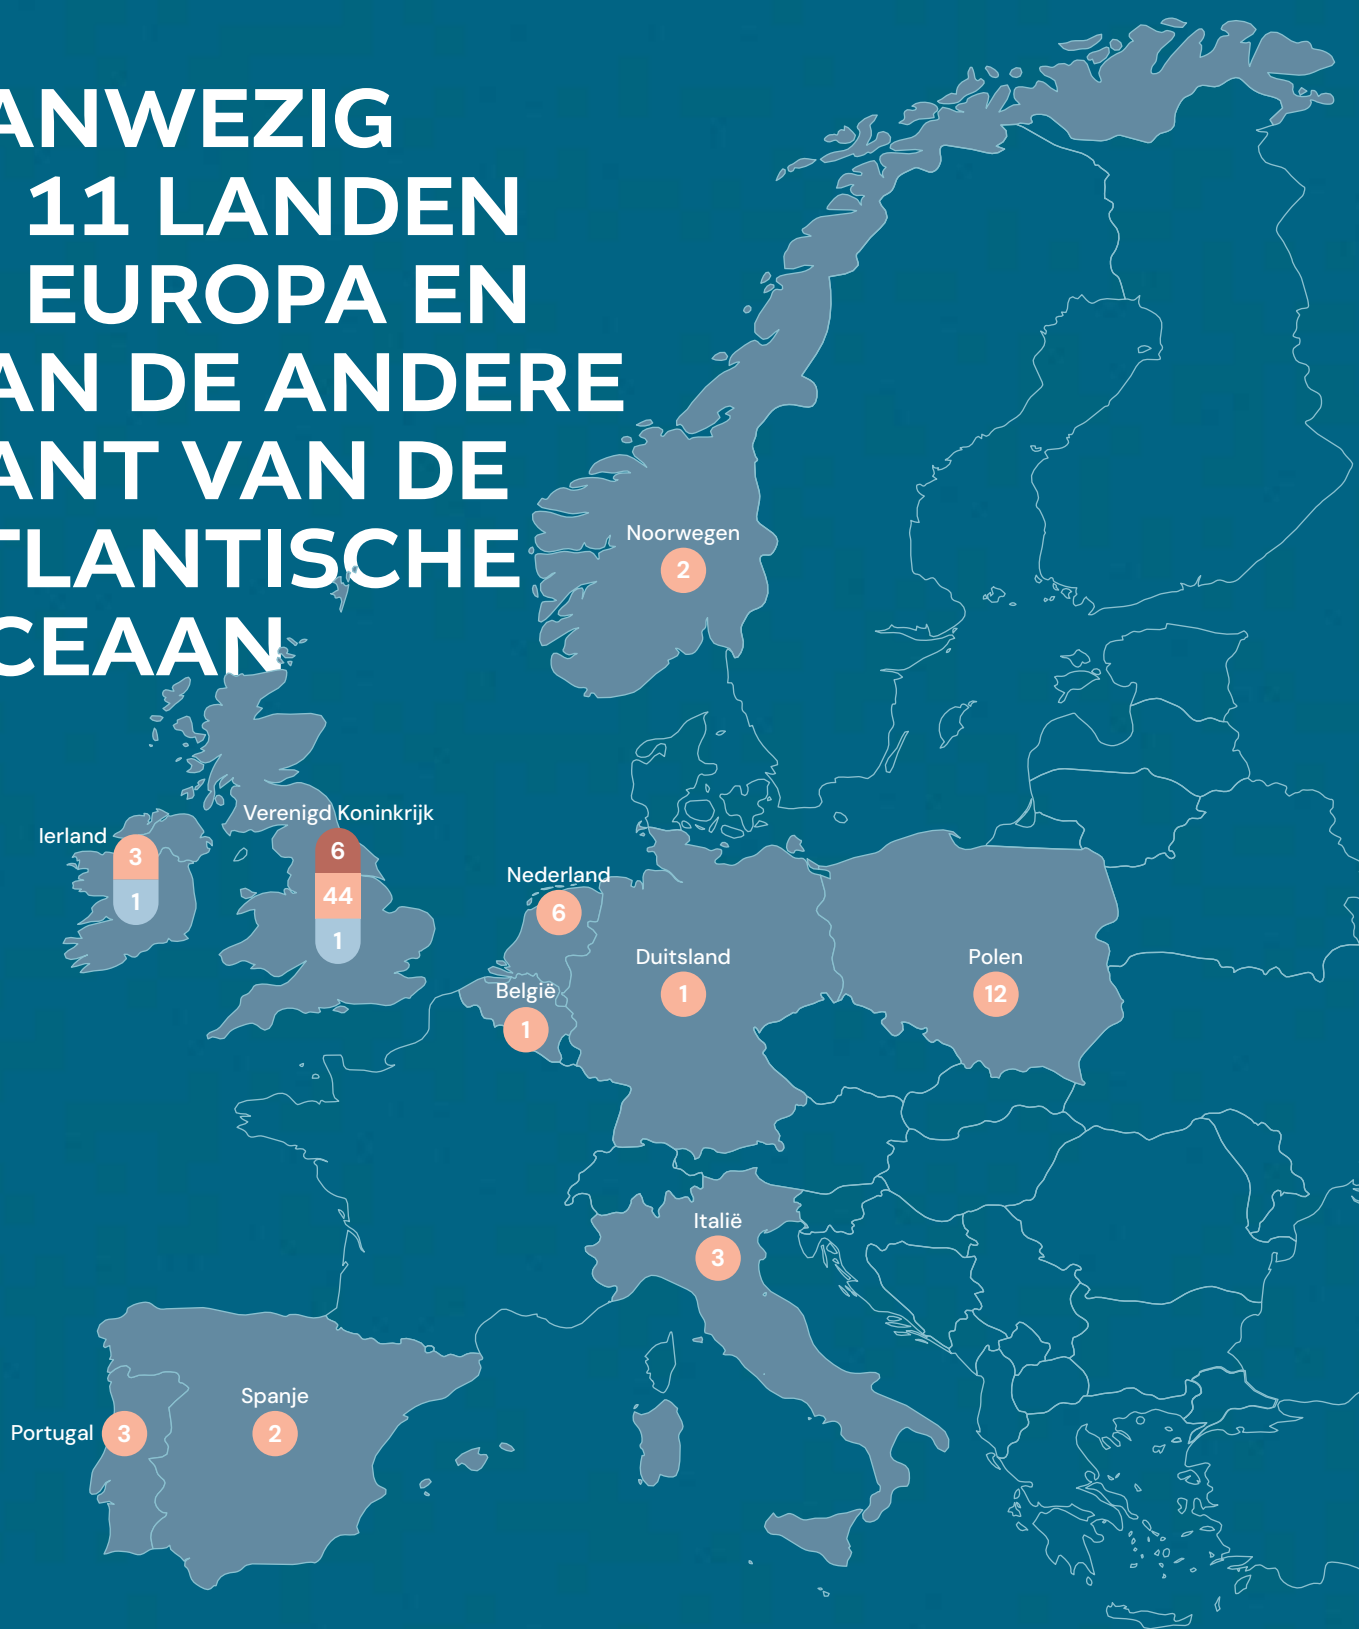 ANWEZIG
11 LANDEN
EUROPA EN
AN DE ANDERE
ANT VAN DE
TLANTISCHE
CEAAN
Noorwegen
2
Verenigd Koninkrijk
6
44
1
Ierland
3
1
Nederland
6
Duitsland
1
Polen
12
België
1
Italië
3
Spanje
2
Portugal
3